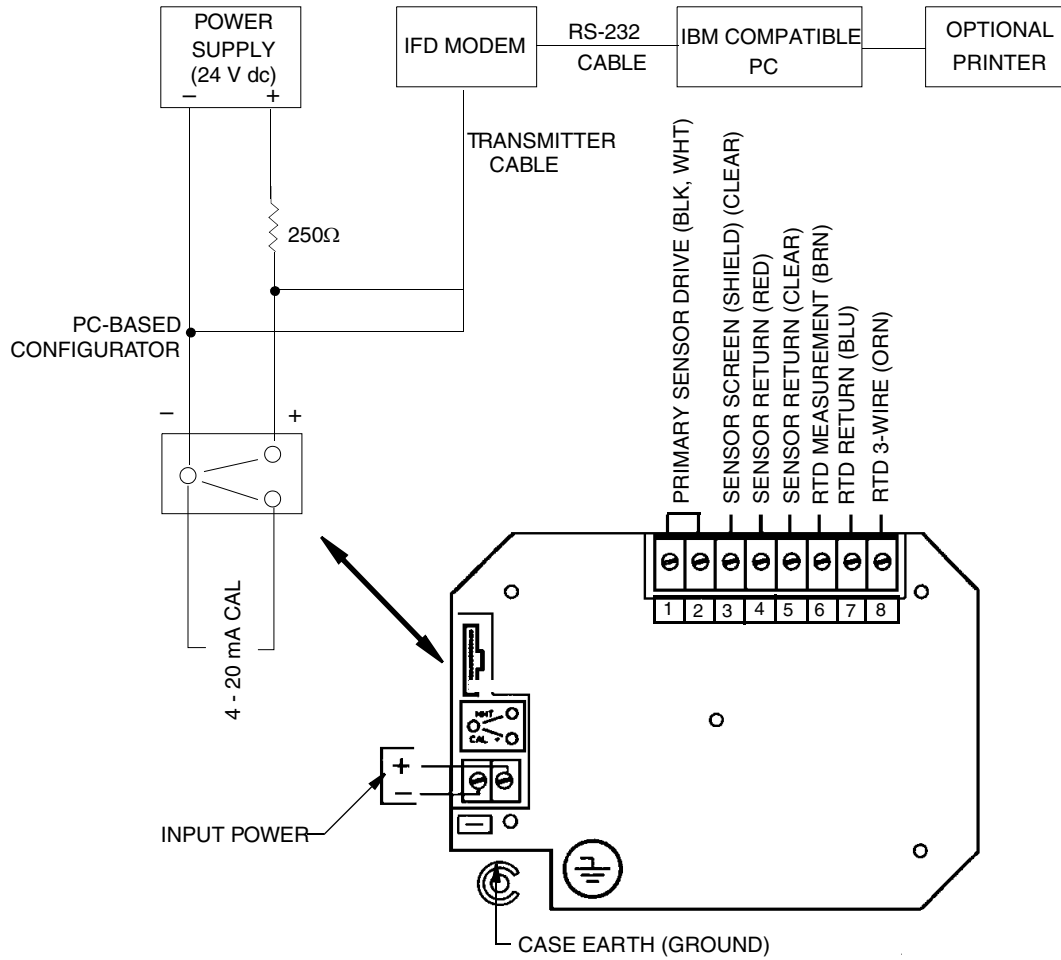 POWER
SUPPLY
(24 V dc)
– +
IFD MODEM
RS-232
CABLE
IBM COMPATIBLE
PC
OPTIONAL
PRINTER
TRANSMITTER
CABLE
250Ω
PC-BASED
CONFIGURATOR
– +
4 - 20 mA CAL
PRIMARY SENSOR DRIVE (BLK, WHT)
SENSOR SCREEN (SHIELD) (CLEAR)
SENSOR RETURN (RED)
SENSOR RETURN (CLEAR)
RTD MEASUREMENT (BRN)
RTD RETURN (BLU)
RTD 3-WIRE (ORN)
1 2 3 4 5 6 7 8
HHT
CAL +
+
–
–
INPUT POWER
CASE EARTH (GROUND)